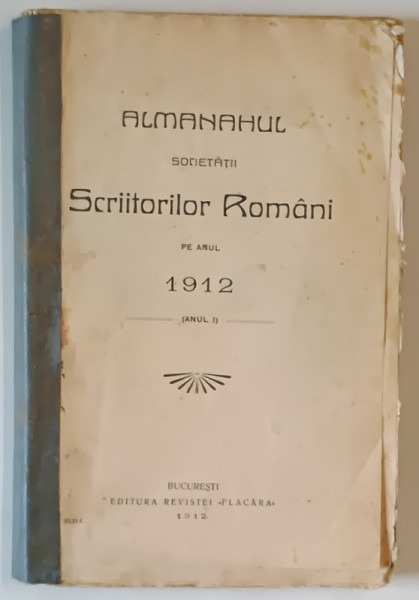 ALMANAHUL
SOCIETĂȚII
Scriitorilor Români
PE ANUL
1912
(ANUL I)
BUCUREȘTI
EDITURA REVISTEI «FLACĂRA»
1912